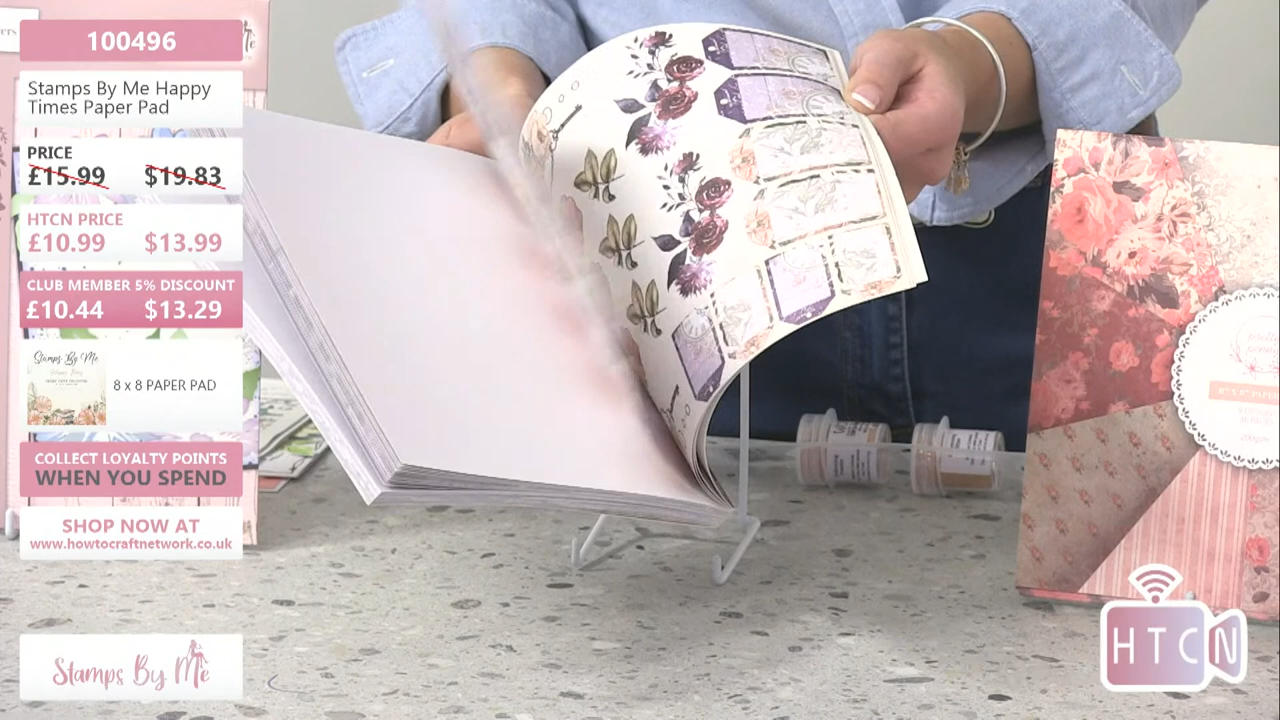 100496
Stamps By Me Happy
Times Paper Pad
PRICE
£15.99 $19.83
HTCN PRICE
£10.99 $13.99
CLUB MEMBER 5% DISCOUNT
£10.44 $13.29
Stamps By Me
8 x 8 PAPER PAD
COLLECT LOYALTY POINTS
WHEN YOU SPEND
SHOP NOW AT
www.howtocraftnetwork.co.uk
Stamps By Me
HTCN